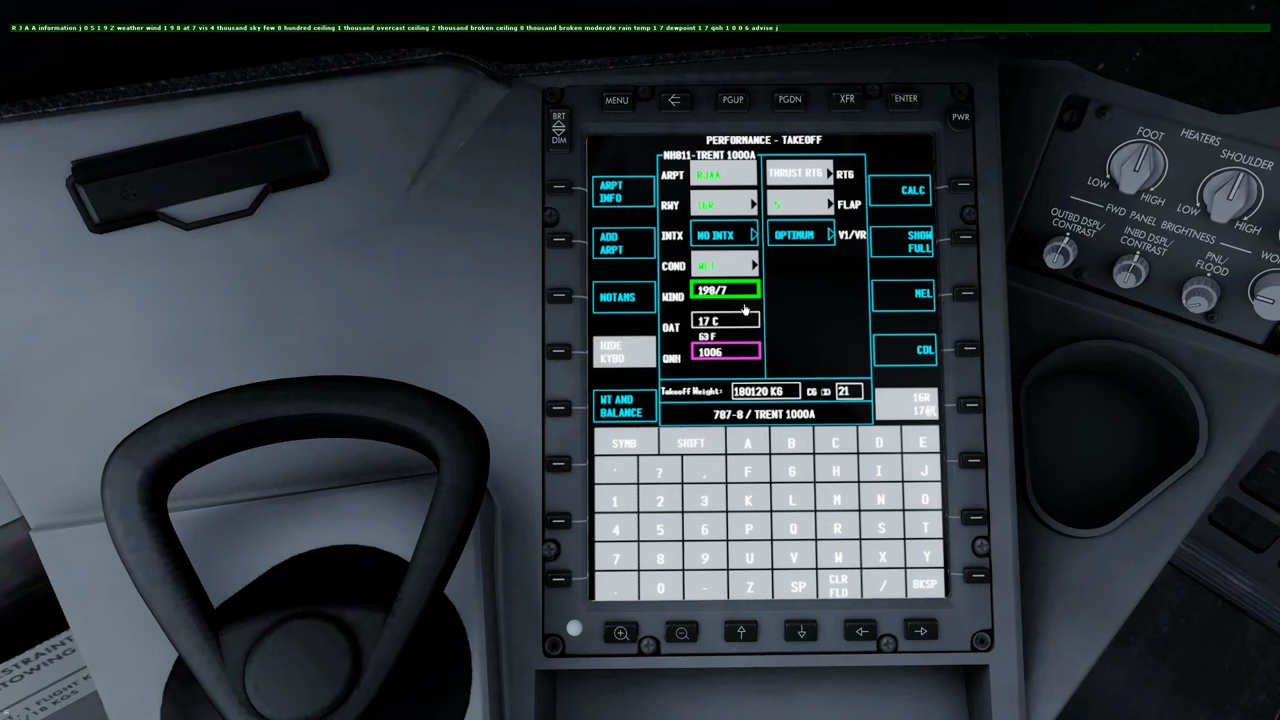 R J A A information j 0 5 1 9 Z weather wind 1 9 0 at 7 vis 4 thousand sky few 8 hundred ceiling 1 thousand overcast ceiling 2 thousand broken ceiling 8 thousand broken moderate rain temp 1 7 dewpoint 1 7 qnh 1 0 0 6 advise j
MENU PGUP PGDN XFR ENTER
BRT
DIM
PWR
PERFORMANCE - TAKEOFF
NH811-TRENT 1000A
ARPT RJAA THRUST RTG RTG
ARPT
INFO
CALC
RWY 16R 5 FLAP
ADD
ARPT
INTX NO INTX OPTIMUM V1/VR
SHOW
FULL
COND WET
NOTAMS
WIND 190/7
MEL
OAT 17 C
63 F
HIDE
KYBD
QNH 1006
CDL
WT AND
BALANCE
Takeoff Weight: 180120 KG CG (%) 21
787-8 / TRENT 1000A
16R
SYMB SHIFT A B C D E
' ? , F G H I J
1 2 3 K L M N O
4 5 6 P Q R S T
7 8 9 U V W X Y
. 0 - Z SP CLR FLD / BKSP
HEATERS
FOOT
SHOULDER
LOW HIGH
LOW HIGH
FWD PANEL BRIGHTNESS
OUTBD DSPL/
CONTRAST
INBD DSPL/
CONTRAST
PNL/
FLOOD